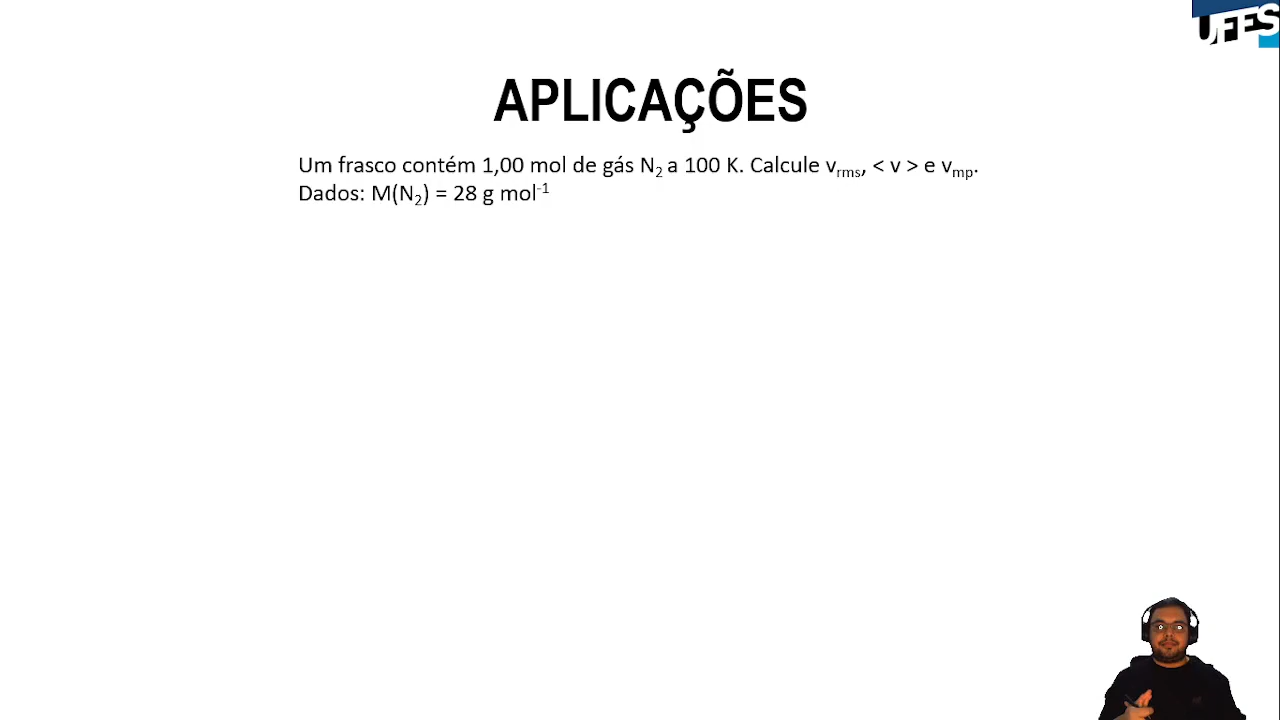 UFES
APLICAÇÕES
Um frasco contém 1,00 mol de gás N₂ a 100 K. Calcule vᵣₘₛ, < v > e vₘₚ.
Dados: M(N₂) = 28 g mol⁻¹